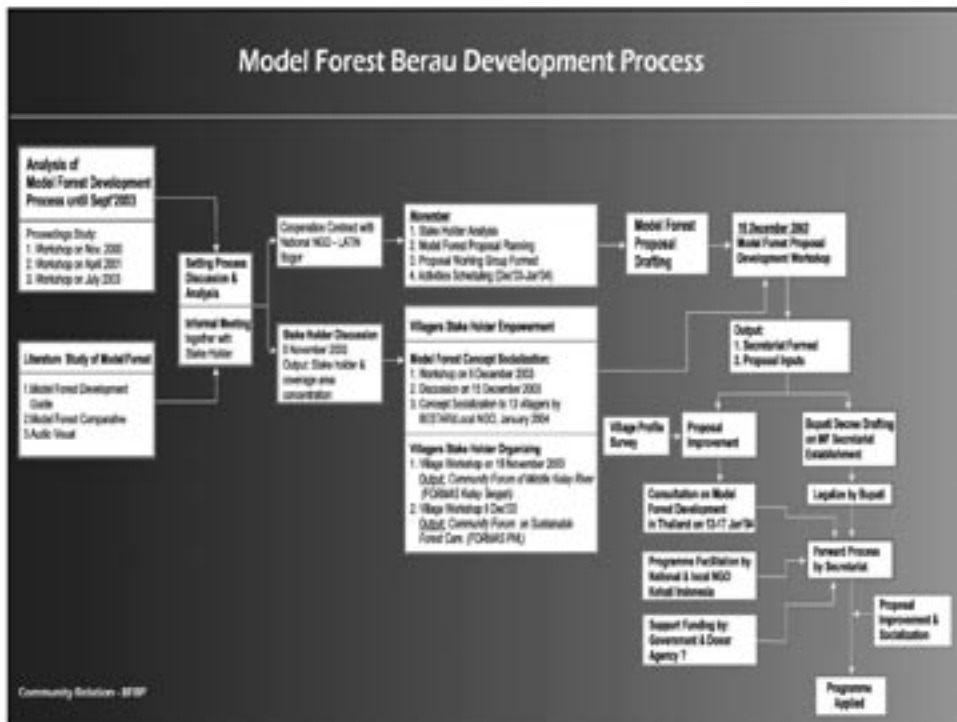 Model Forest Berau Development Process
Analysis of
Model Forest Development
Process until Sept'2003
Proceedings Study:
1. Workshop on Nov. 2000
2. Workshop on April 2001
3. Workshop on July 2003
Literature Study of Model Forest
1.Model Forest Development
Guide
2.Model Forest Comparative
3.Audio Visual
Setting Process
Discussion &
Analysis
Informal Meeting
together with
Stake Holder
Cooperation Contract with
National NGO – LATIN
Bogor
Stake Holder Discussion
November 2003
Output: Stake holder &
coverage area
concentration
November
1. Stake Holder Analysis
2. Model Forest Proposal Planning
3. Proposal Working Group Formed
4. Activities Scheduling (Dec'03-Jan'04)
Villagers Stake Holder Empowerment
Model Forest Concept Socialization:
1. Workshop on December 2003
2. Discussion on 15 December 2003
3. Concept Socialization to 13 villagers by
Local NGO, January 2004
Villagers Stake Holder Organizing
1. Village Workshop on 18 November 2003
Output: Community Forum of Middle Kelay River
(FORMAS Kelay
2. Village Workshop Dec'03
Output: Community Forum on Sustainable
Forest Care.
Model Forest
Proposal
Drafting
December 2003
Model Forest Proposal
Development Workshop
Output:
1. Secretariat Formed
Proposal Inputs
Village Profile
Survey
Proposal
Improvement
Bupati Decree Drafting
on MF Secretariat
Establishment
Consultation on Model
Forest Development
in Thailand on 13-17 Jan'04
Legalize by Bupati
Programme Facilitation by
National & local NGO
Kehati Indonesia
Forward Process
by Secretariat
Support Funding by:
Government & Donor
Agency ?
Proposal
Improvement &
Socialization
Programme
Applied
Community Relation - BFBP